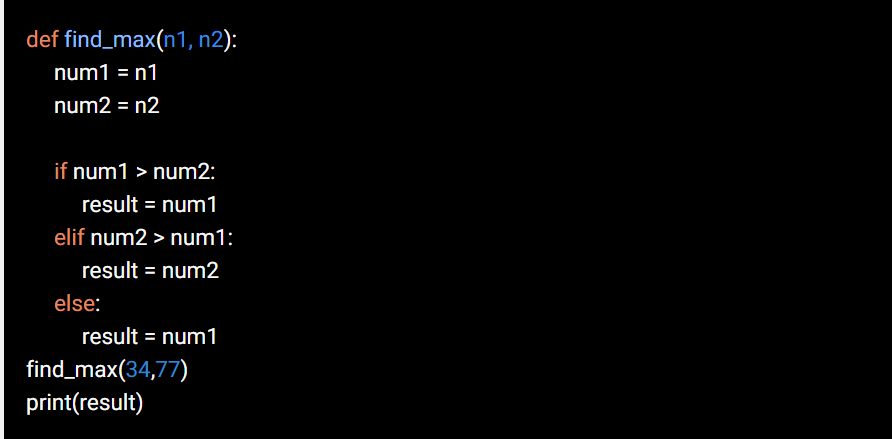 def find_max(n1, n2):
num1 = n1
num2 = n2
if num1 > num2:
result = num1
elif num2 > num1:
result = num2
else:
result = num1
find_max(34,77)
print(result)